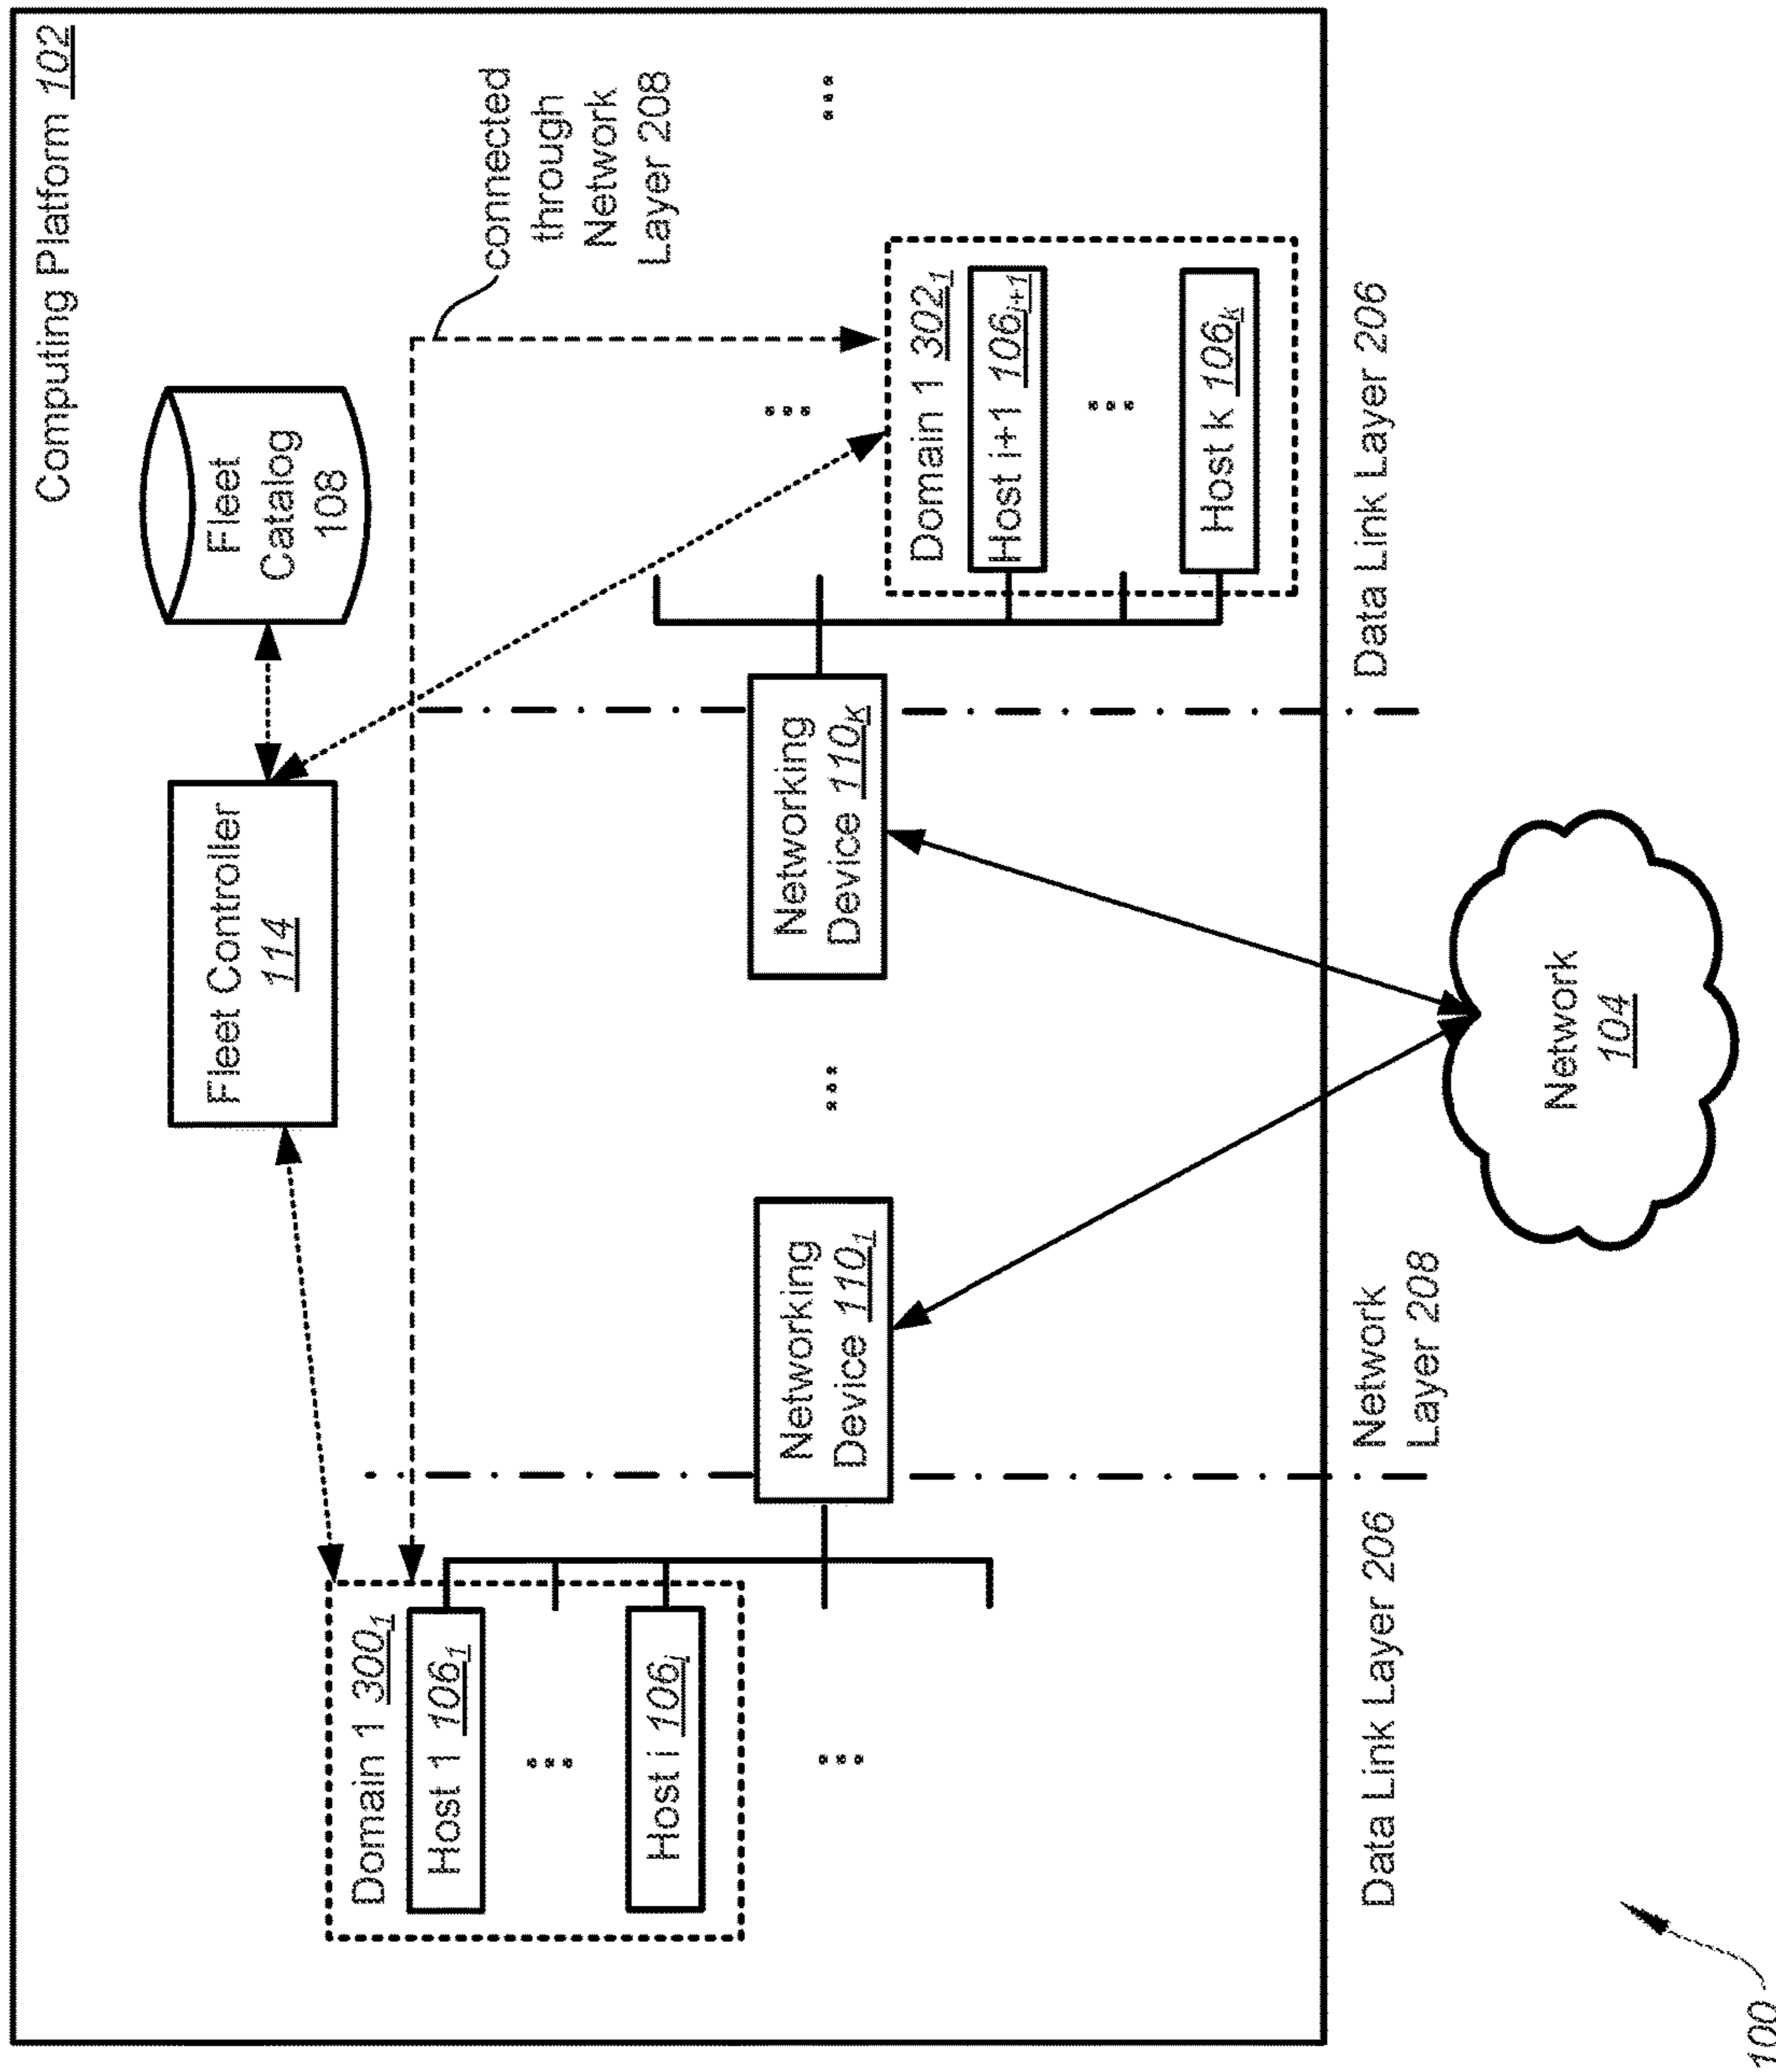 Computing Platform 102
Fleet Controller
114
Fleet
Catalog
108
connected
through
Network
Layer 208
Domain 1 300₁
Host 1 106₁
...
Host i 106ᵢ
...
Networking
Device 110₁
...
Networking
Device 110ₖ
...
Domain 1 302₁
Host i+1 106ᵢ₊₁
...
Host k 106ₖ
...
Data Link Layer 206
Network
Layer 208
Data Link Layer 206
Network
104
100